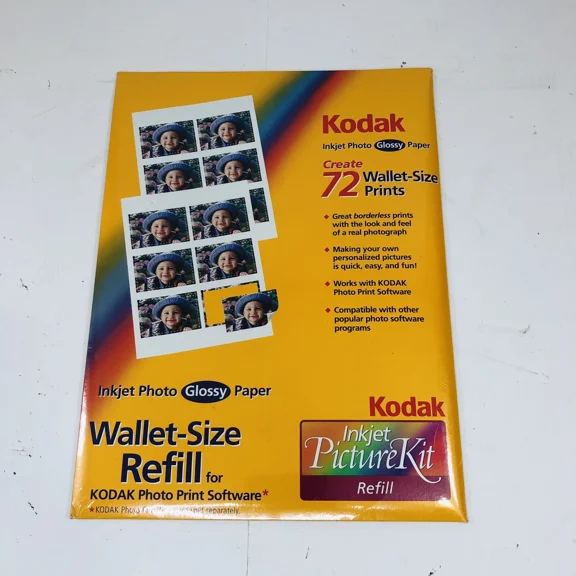 Kodak
Inkjet Photo Glossy Paper
Create
72 Wallet-Size
Prints
Great borderless prints
with the look and feel
of a real photograph
Making your own
personalized pictures
is quick, easy, and fun!
Works with KODAK
Photo Print Software
Compatible with other
popular photo software
programs
Inkjet Photo Glossy Paper
Wallet-Size
Refill for
KODAK Photo Print Software*
*KODAK Photo separately.
Kodak
Inkjet
PictureKit
Refill